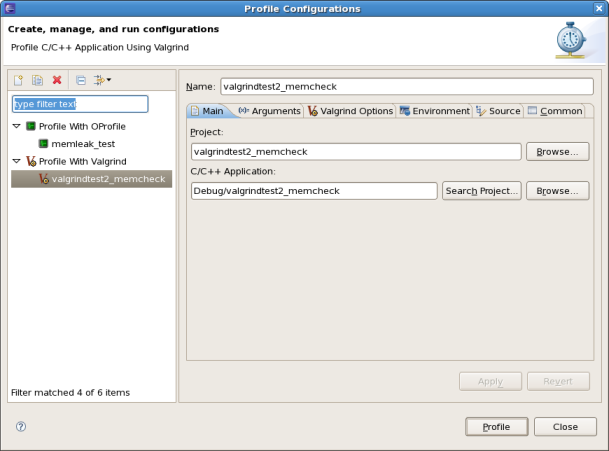 Profile Configurations
Create, manage, and run configurations
Profile C/C++ Application Using Valgrind
type filter text
Profile With OProfile
memleak_test
Profile With Valgrind
valgrindtest2_memcheck
Filter matched 4 of 6 items
Name: valgrindtest2_memcheck
Main Arguments Valgrind Options Environment Source Common
Project:
valgrindtest2_memcheck Browse...
C/C++ Application:
Debug/valgrindtest2_memcheck Search Project... Browse...
Apply Revert
Profile Close